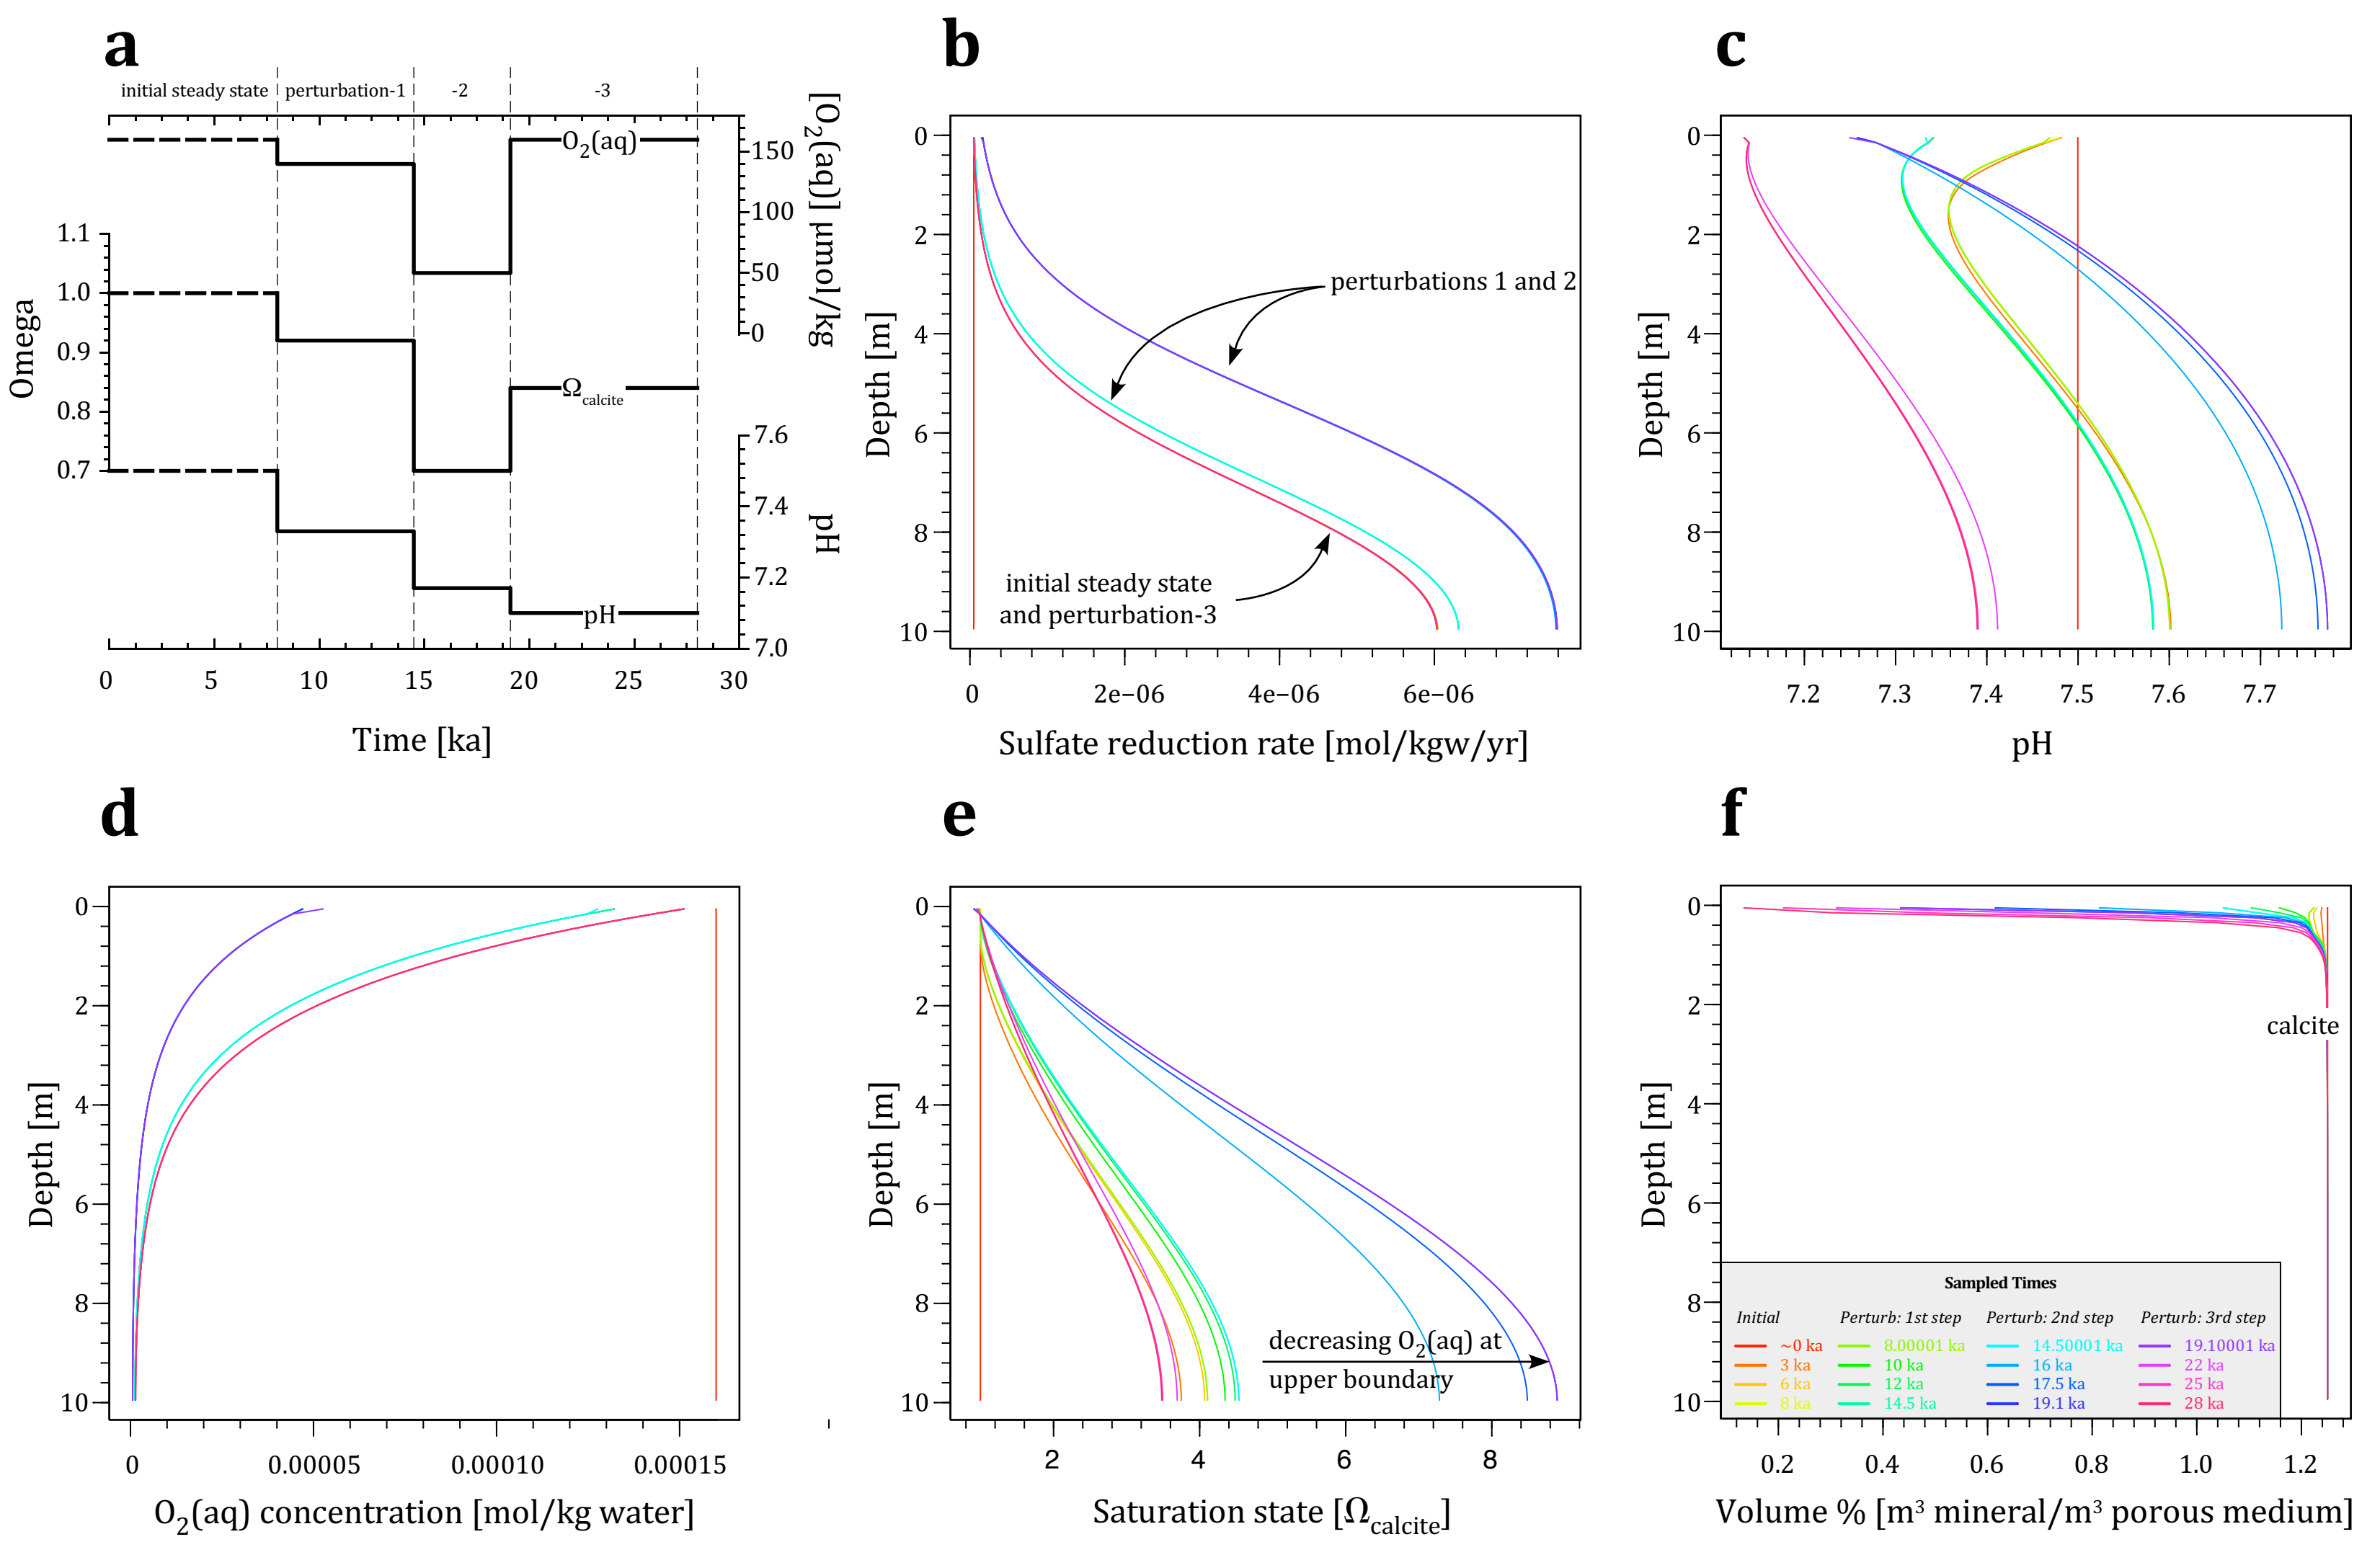 a
initial steady state
perturbation-1
-2
-3
O2(aq)
Ωcalcite
pH
Omega
1.1
1.0
0.9
0.8
0.7
[O2(aq)] μmol/kg
150
100
50
0
pH
7.6
7.4
7.2
7.0
0 5 10 15 20 25 30
Time [ka]
b
0
2
4
6
8
10
Depth [m]
perturbations 1 and 2
initial steady state
and perturbation-3
0 2e−06 4e−06 6e−06
Sulfate reduction rate [mol/kgw/yr]
c
0
2
4
6
8
10
Depth [m]
7.2 7.3 7.4 7.5 7.6 7.7
pH
d
0
2
4
6
8
10
Depth [m]
0 0.00005 0.00010 0.00015
O2(aq) concentration [mol/kg water]
e
0
2
4
6
8
10
Depth [m]
decreasing O2(aq) at
upper boundary
2 4 6 8
Saturation state [Ωcalcite]
f
0
2
4
6
8
10
Depth [m]
calcite
Sampled Times
Initial Perturb: 1st step Perturb: 2nd step Perturb: 3rd step
~0 ka 8.00001 ka 14.50001 ka 19.10001 ka
3 ka 10 ka 16 ka 22 ka
6 ka 12 ka 17.5 ka 25 ka
8 ka 14.5 ka 19.1 ka 28 ka
0.2 0.4 0.6 0.8 1.0 1.2
Volume % [m³ mineral/m³ porous medium]